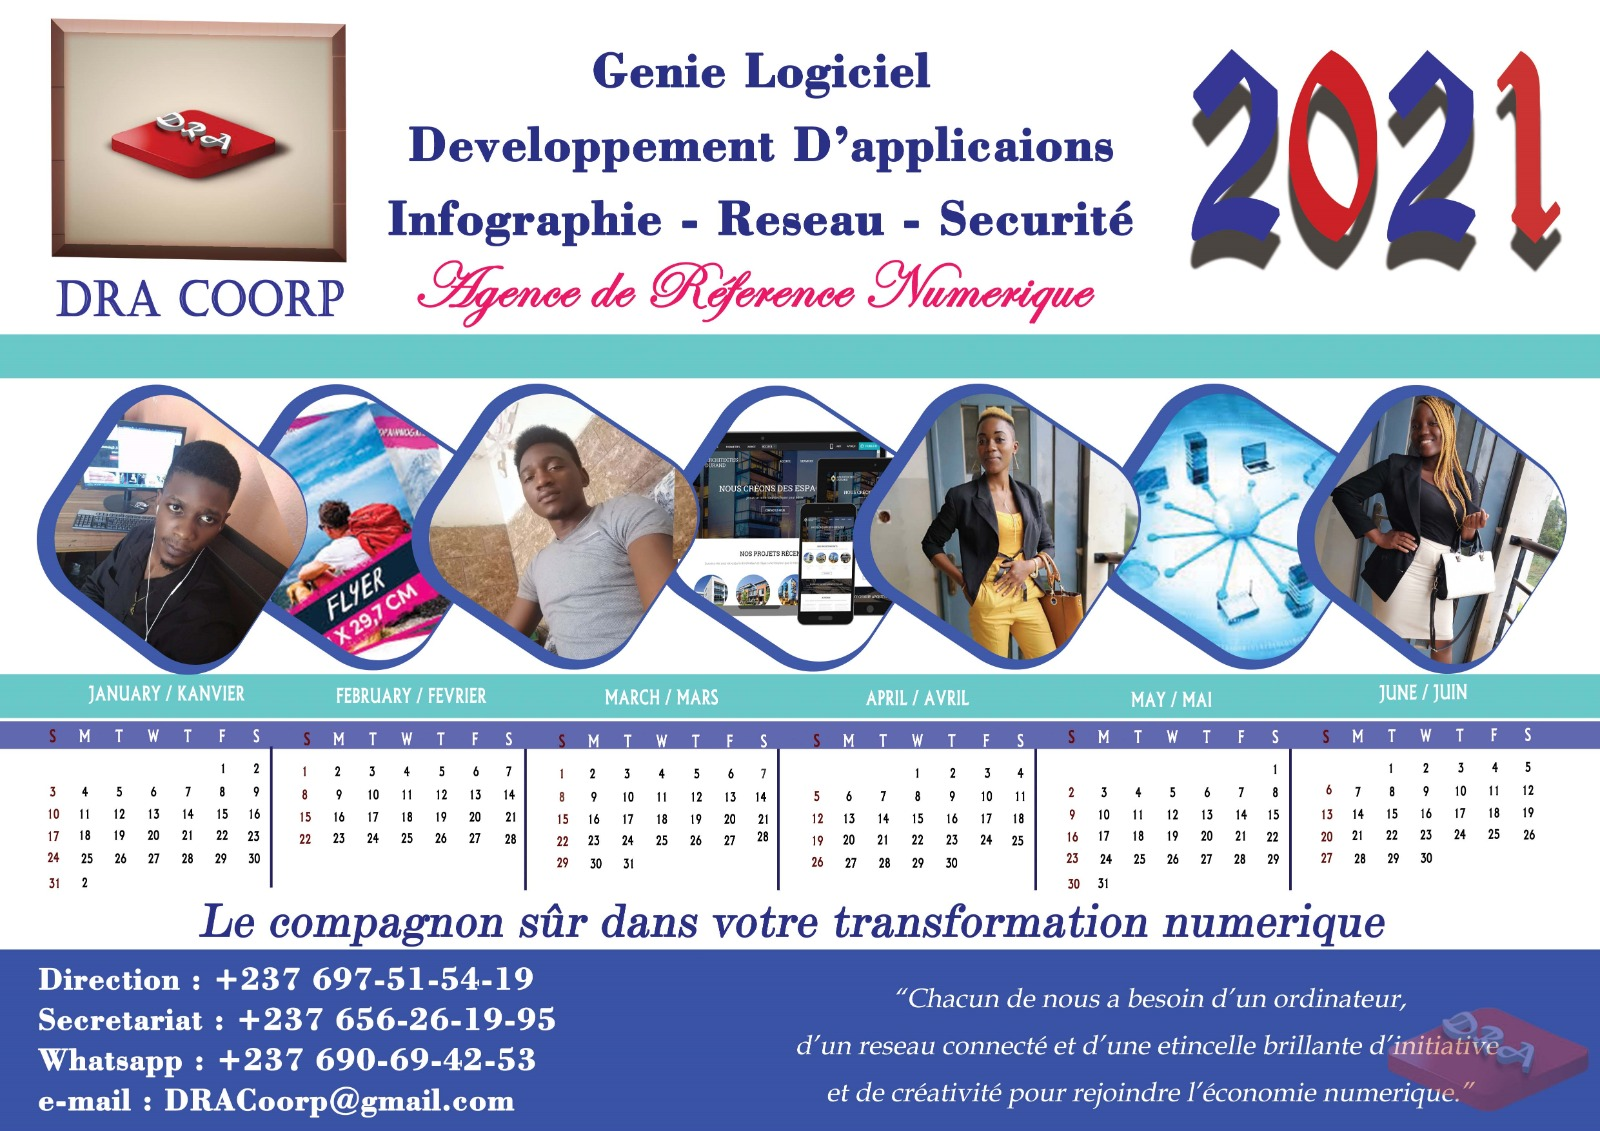 DRA
DRA COORP
Genie Logiciel
Developpement D'applicaions
Infographie - Reseau - Securité
Agence de Réference Numerique
2021
FLYER
X 29,7 CM
NOUS CRÉONS DES ESPA
NOS PROJETS RÉCEN
JANUARY / KANVIER
S M T W T F S
1 2
3 4 5 6 7 8 9
10 11 12 13 14 15 16
17 18 19 20 21 22 23
24 25 26 27 28 29 30
31 2
FEBRUARY / FEVRIER
S M T W T F S
1 2 3 4 5 6 7
8 9 10 11 12 13 14
15 16 17 18 19 20 21
22 23 24 25 26 27 28
MARCH / MARS
S M T W T F S
1 2 3 4 5 6 7
8 9 10 11 12 13 14
15 16 17 18 19 20 21
22 23 24 25 26 27 28
29 30 31
APRIL / AVRIL
S M T W T F S
1 2 3 4
5 6 7 8 9 10 11
12 13 14 15 16 17 18
19 20 21 22 23 24 25
26 27 28 29 30
MAY / MAI
S M T W T F S
1
2 3 4 5 6 7 8
9 10 11 12 13 14 15
16 17 18 19 20 21 22
23 24 25 26 27 28 29
30 31
JUNE / JUIN
S M T W T F S
1 2 3 4 5
6 7 8 9 10 11 12
13 14 15 16 17 18 19
20 21 22 23 24 25 26
27 28 29 30
Le compagnon sûr dans votre transformation numerique
Direction : +237 697-51-54-19
Secretariat : +237 656-26-19-95
Whatsapp : +237 690-69-42-53
e-mail : DRACoorp@gmail.com
“Chacun de nous a besoin d'un ordinateur,
d'un reseau connecté et d'une etincelle brillante d'initiative
et de créativité pour rejoindre l'économie numerique.”
DRA